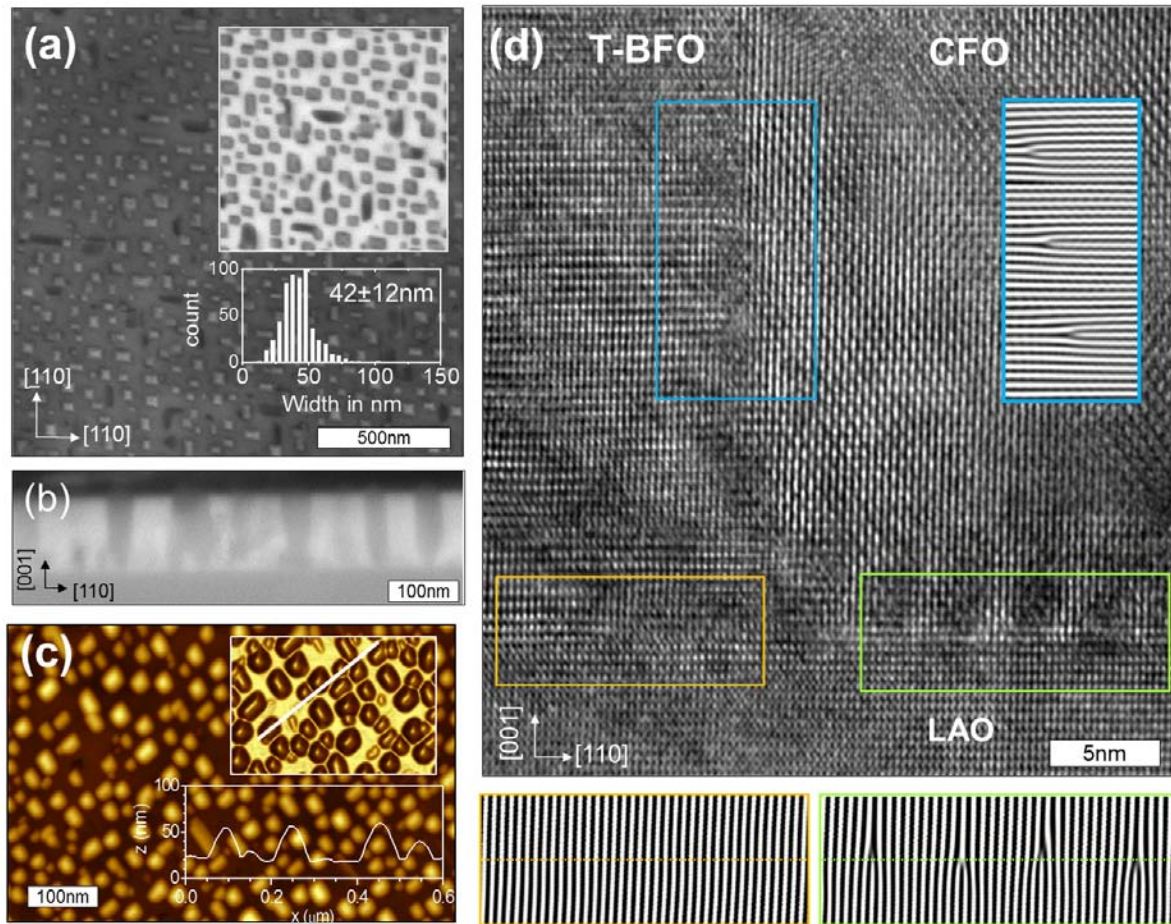 (a)
100
50
0
count
42±12nm
0 50 100 150
Width in nm
[1̲10]
[110]
500nm
(b)
[001]
[110]
100nm
(c)
100
50
0
z (nm)
0.0 0.2 0.4 0.6
x (μm)
100nm
(d)
T-BFO
CFO
LAO
[001]
[110]
5nm